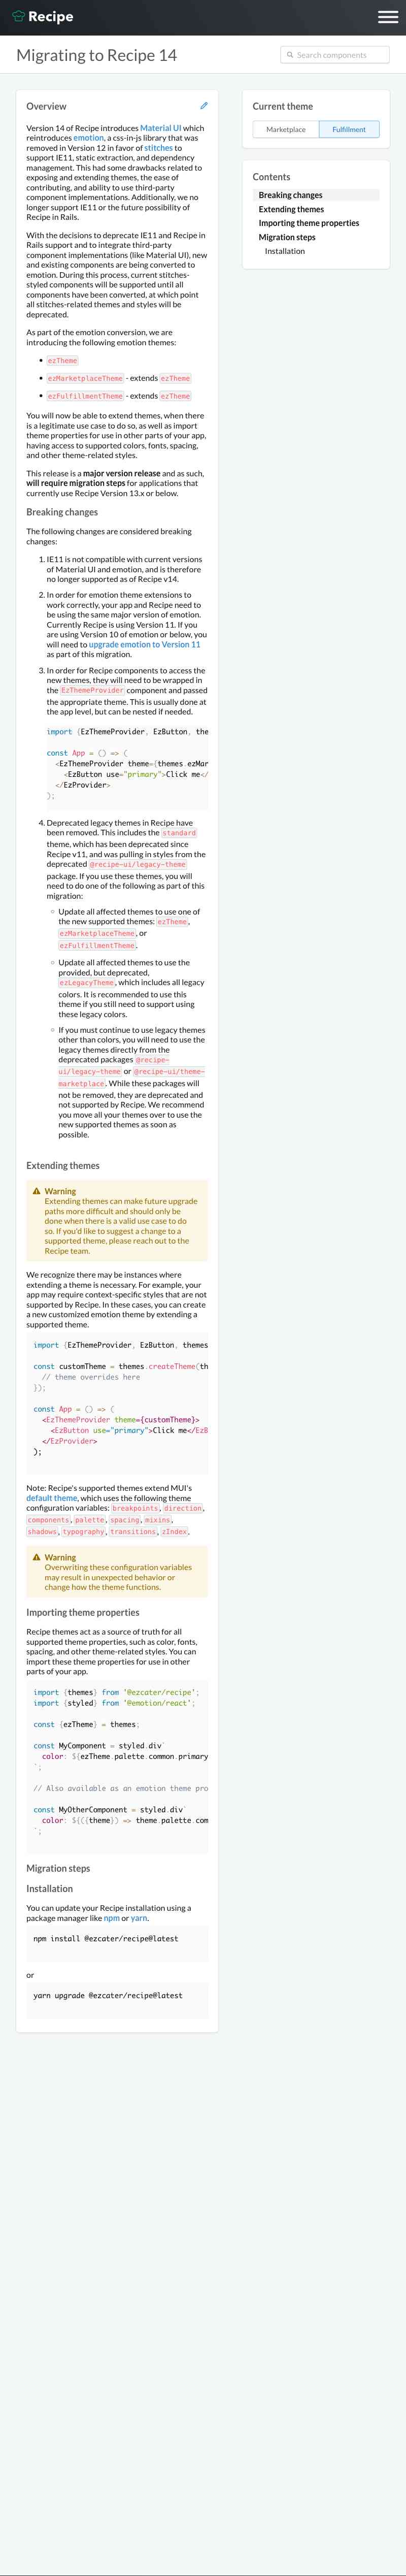 Recipe
Migrating to Recipe 14
Search components
Overview
Version 14 of Recipe introduces Material UI which
reintroduces emotion, a css-in-js library that was
removed in Version 12 in favor of stitches to
support IE11, static extraction, and dependency
management. This had some drawbacks related to
exposing and extending themes, the ease of
contributing, and ability to use third-party
component implementations. Additionally, we no
longer support IE11 or the future possibility of
Recipe in Rails.
With the decisions to deprecate IE11 and Recipe in
Rails support and to integrate third-party
component implementations (like Material UI), new
and existing components are being converted to
emotion. During this process, current stitches-
styled components will be supported until all
components have been converted, at which point
all stitches-related themes and styles will be
deprecated.
As part of the emotion conversion, we are
introducing the following emotion themes:
• ezTheme
• ezMarketplaceTheme - extends ezTheme
• ezFulfillmentTheme - extends ezTheme
You will now be able to extend themes, when there
is a legitimate use case to do so, as well as import
theme properties for use in other parts of your app,
having access to supported colors, fonts, spacing,
and other theme-related styles.
This release is a major version release and as such,
will require migration steps for applications that
currently use Recipe Version 13.x or below.
Breaking changes
The following changes are considered breaking
changes:
1. IE11 is not compatible with current versions
of Material UI and emotion, and is therefore
no longer supported as of Recipe v14.
2. In order for emotion theme extensions to
work correctly, your app and Recipe need to
be using the same major version of emotion.
Currently Recipe is using Version 11. If you
are using Version 10 of emotion or below, you
will need to upgrade emotion to Version 11
as part of this migration.
3. In order for Recipe components to access the
new themes, they will need to be wrapped in
the EzThemeProvider component and passed
the appropriate theme. This is usually done at
the app level, but can be nested if needed.
import {EzThemeProvider, EzButton, the
const App = () => (
<EzThemeProvider theme={themes.ezMar
<EzButton use="primary">Click me</
</EzProvider>
);
4. Deprecated legacy themes in Recipe have
been removed. This includes the standard
theme, which has been deprecated since
Recipe v11, and was pulling in styles from the
deprecated @recipe-ui/legacy-theme
package. If you use these themes, you will
need to do one of the following as part of this
migration:
◦ Update all affected themes to use one of
the new supported themes: ezTheme,
ezMarketplaceTheme, or
ezFulfillmentTheme.
◦ Update all affected themes to use the
provided, but deprecated,
ezLegacyTheme, which includes all legacy
colors. It is recommended to use this
theme if you still need to support using
these legacy colors.
◦ If you must continue to use legacy themes
other than colors, you will need to use the
legacy themes directly from the
deprecated packages @recipe-
ui/legacy-theme or @recipe-ui/theme-
marketplace. While these packages will
not be removed, they are deprecated and
not supported by Recipe. We recommend
you move all your themes over to use the
new supported themes as soon as
possible.
Extending themes
Warning
Extending themes can make future upgrade
paths more difficult and should only be
done when there is a valid use case to do
so. If you'd like to suggest a change to a
supported theme, please reach out to the
Recipe team.
We recognize there may be instances where
extending a theme is necessary. For example, your
app may require context-specific styles that are not
supported by Recipe. In these cases, you can create
a new customized emotion theme by extending a
supported theme.
import {EzThemeProvider, EzButton, themes
const customTheme = themes.createTheme(th
// theme overrides here
});
const App = () => (
<EzThemeProvider theme={customTheme}>
<EzButton use="primary">Click me</EzB
</EzProvider>
);
Note: Recipe's supported themes extend MUI's
default theme, which uses the following theme
configuration variables: breakpoints, direction,
components, palette, spacing, mixins,
shadows, typography, transitions, zIndex.
Warning
Overwriting these configuration variables
may result in unexpected behavior or
change how the theme functions.
Importing theme properties
Recipe themes act as a source of truth for all
supported theme properties, such as color, fonts,
spacing, and other theme-related styles. You can
import these theme properties for use in other
parts of your app.
import {themes} from '@ezcater/recipe';
import {styled} from '@emotion/react';
const {ezTheme} = themes;
const MyComponent = styled.div`
color: ${ezTheme.palette.common.primary
`;
// Also available as an emotion theme pro
const MyOtherComponent = styled.div`
color: ${({theme}) => theme.palette.com
`;
Migration steps
Installation
You can update your Recipe installation using a
package manager like npm or yarn.
npm install @ezcater/recipe@latest
or
yarn upgrade @ezcater/recipe@latest
Current theme
Marketplace Fulfillment
Contents
Breaking changes
Extending themes
Importing theme properties
Migration steps
Installation